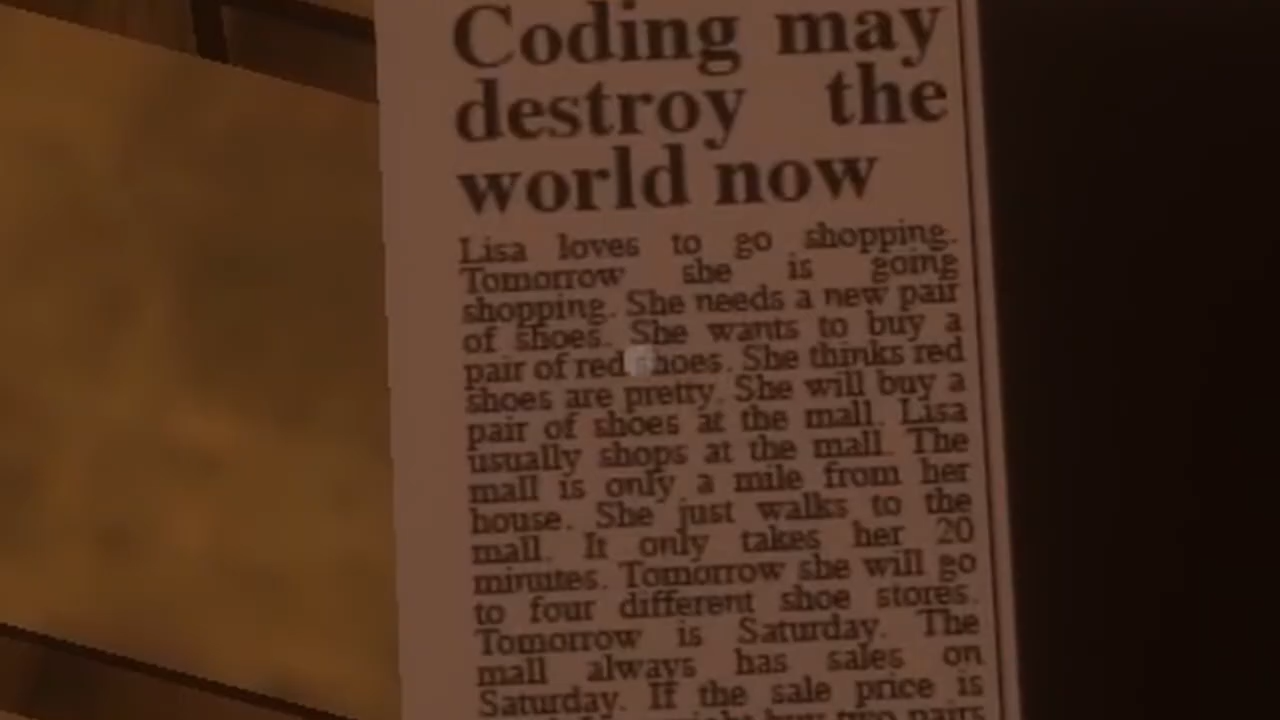 Coding may
destroy the
world now
Lisa loves to go shopping.
Tomorrow she is going
shopping. She needs a new pair
of shoes. She wants to buy a
pair of red shoes. She thinks red
shoes are pretty. She will buy a
pair of shoes at the mall. Lisa
usually shops at the mall. The
mall is only a mile from her
house. She just walks to the
mall. It only takes her 20
minutes. Tomorrow she will go
to four different shoe stores.
Tomorrow is Saturday. The
mall always has sales on
Saturday. If the sale price is
buy two pairs